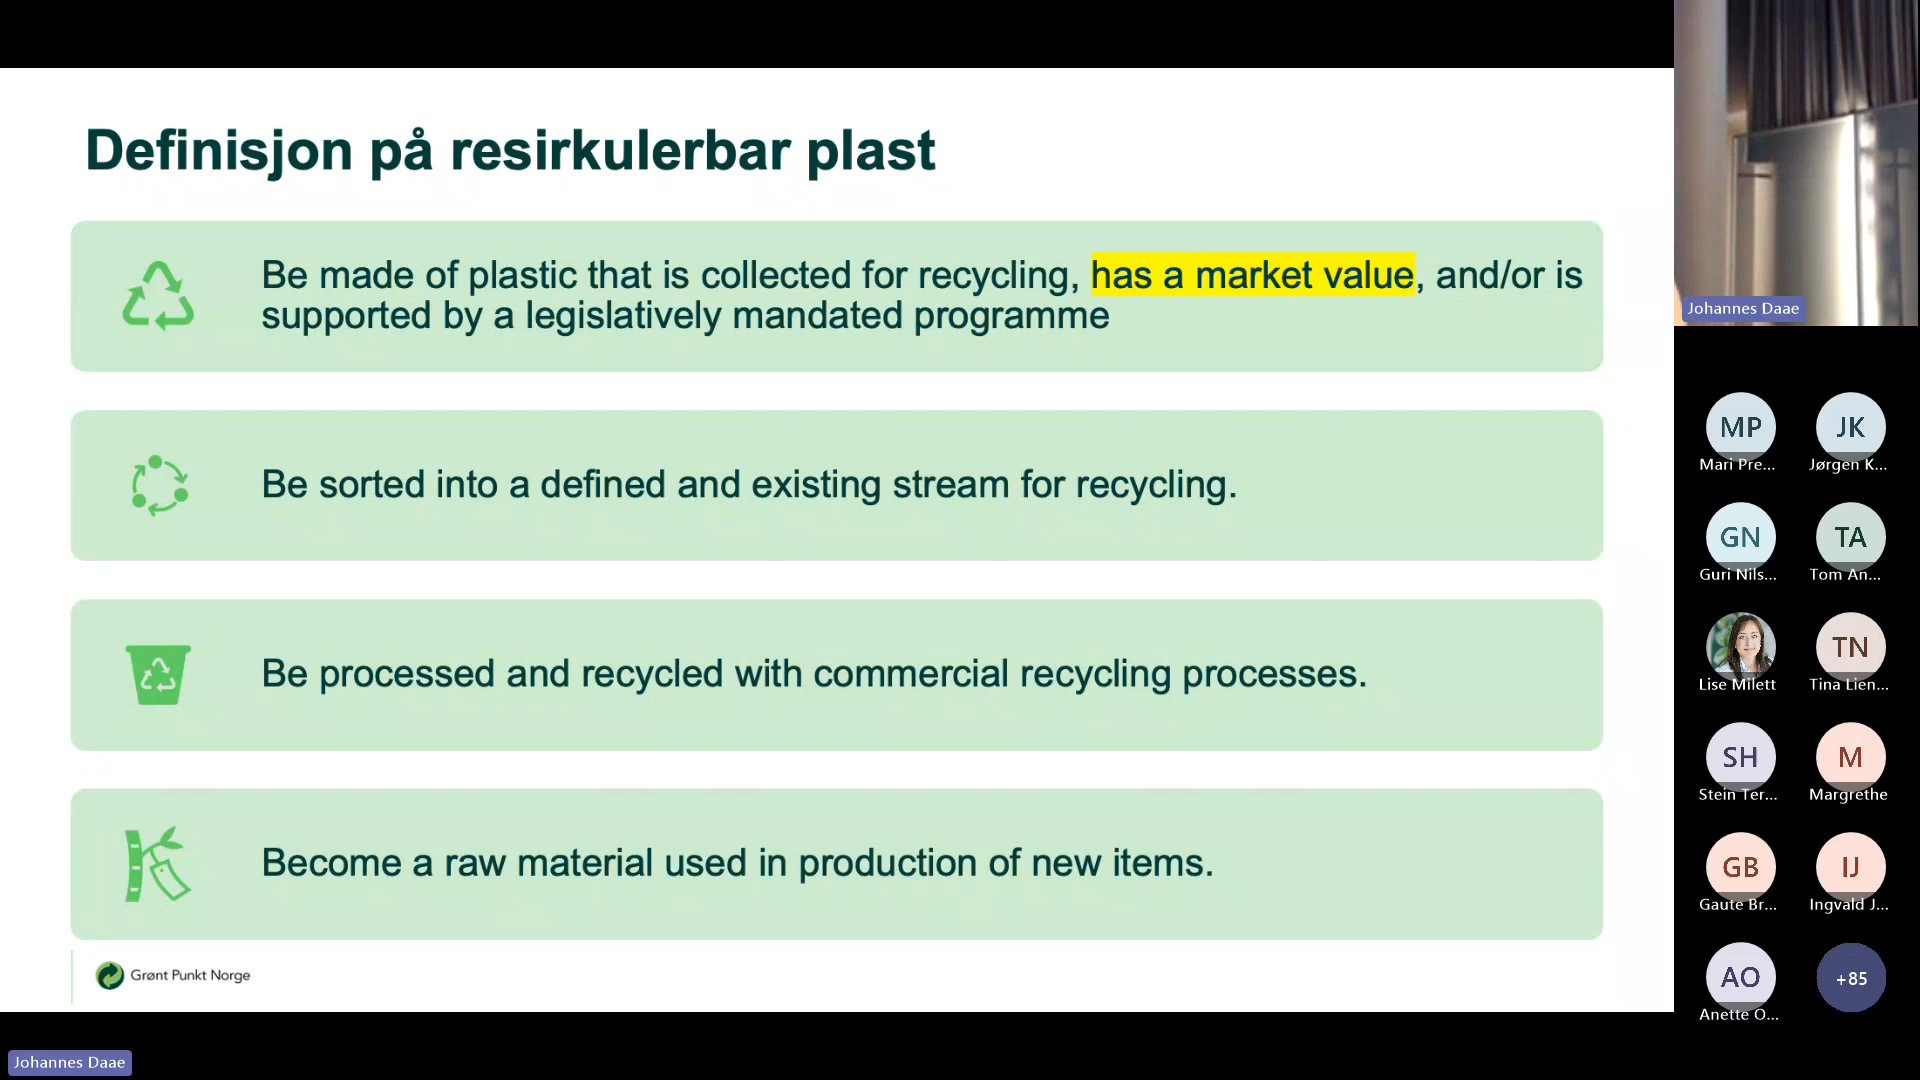 Definisjon på resirkulerbar plast
Be made of plastic that is collected for recycling, has a market value, and/or is
supported by a legislatively mandated programme
Be sorted into a defined and existing stream for recycling.
Be processed and recycled with commercial recycling processes.
Become a raw material used in production of new items.
Grønt Punkt Norge
Johannes Daae
Johannes Daae
MP
Mari Pre...
JK
Jørgen K...
GN
Guri Nils...
TA
Tom An...
Lise Milett
TN
Tina Lien...
SH
Stein Ter...
M
Margrethe
GB
Gaute Br...
IJ
Ingvald J...
AO
Anette O...
+85